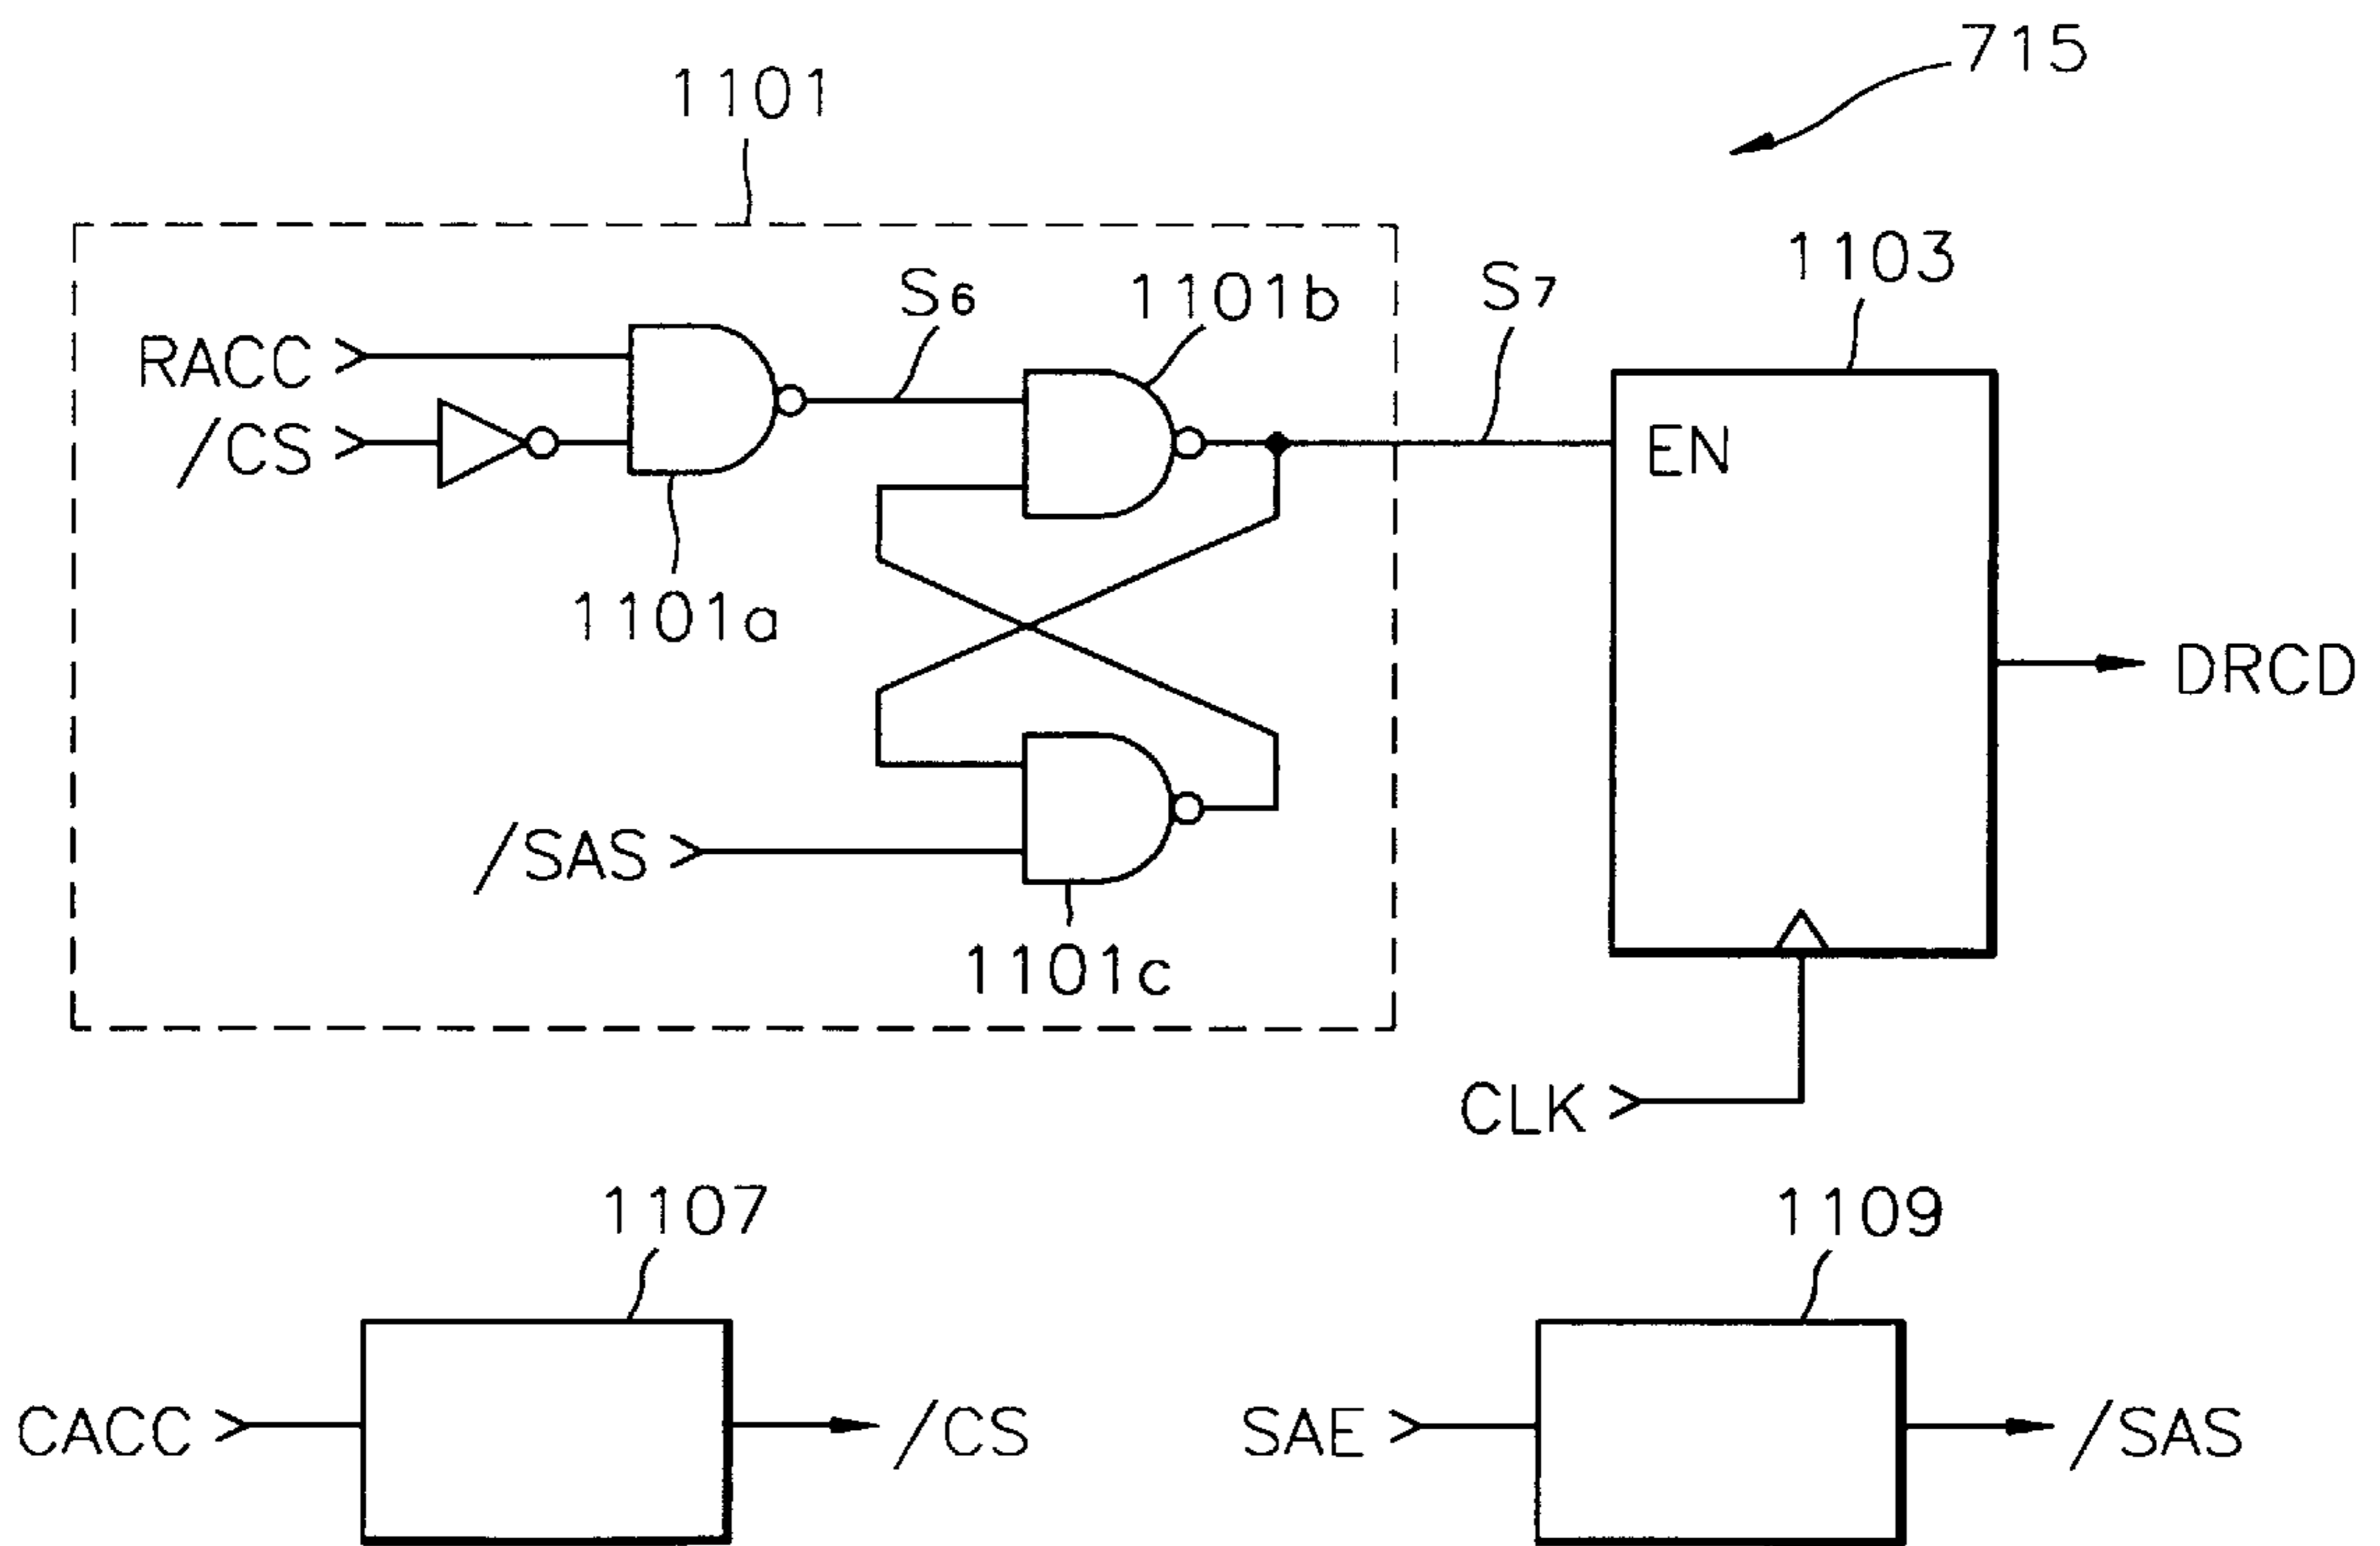 715
1101
1103
S6
1101b
S7
RACC
/CS
EN
1101a
DRCD
/SAS
1101c
CLK
1107
1109
CACC
/CS
SAE
/SAS